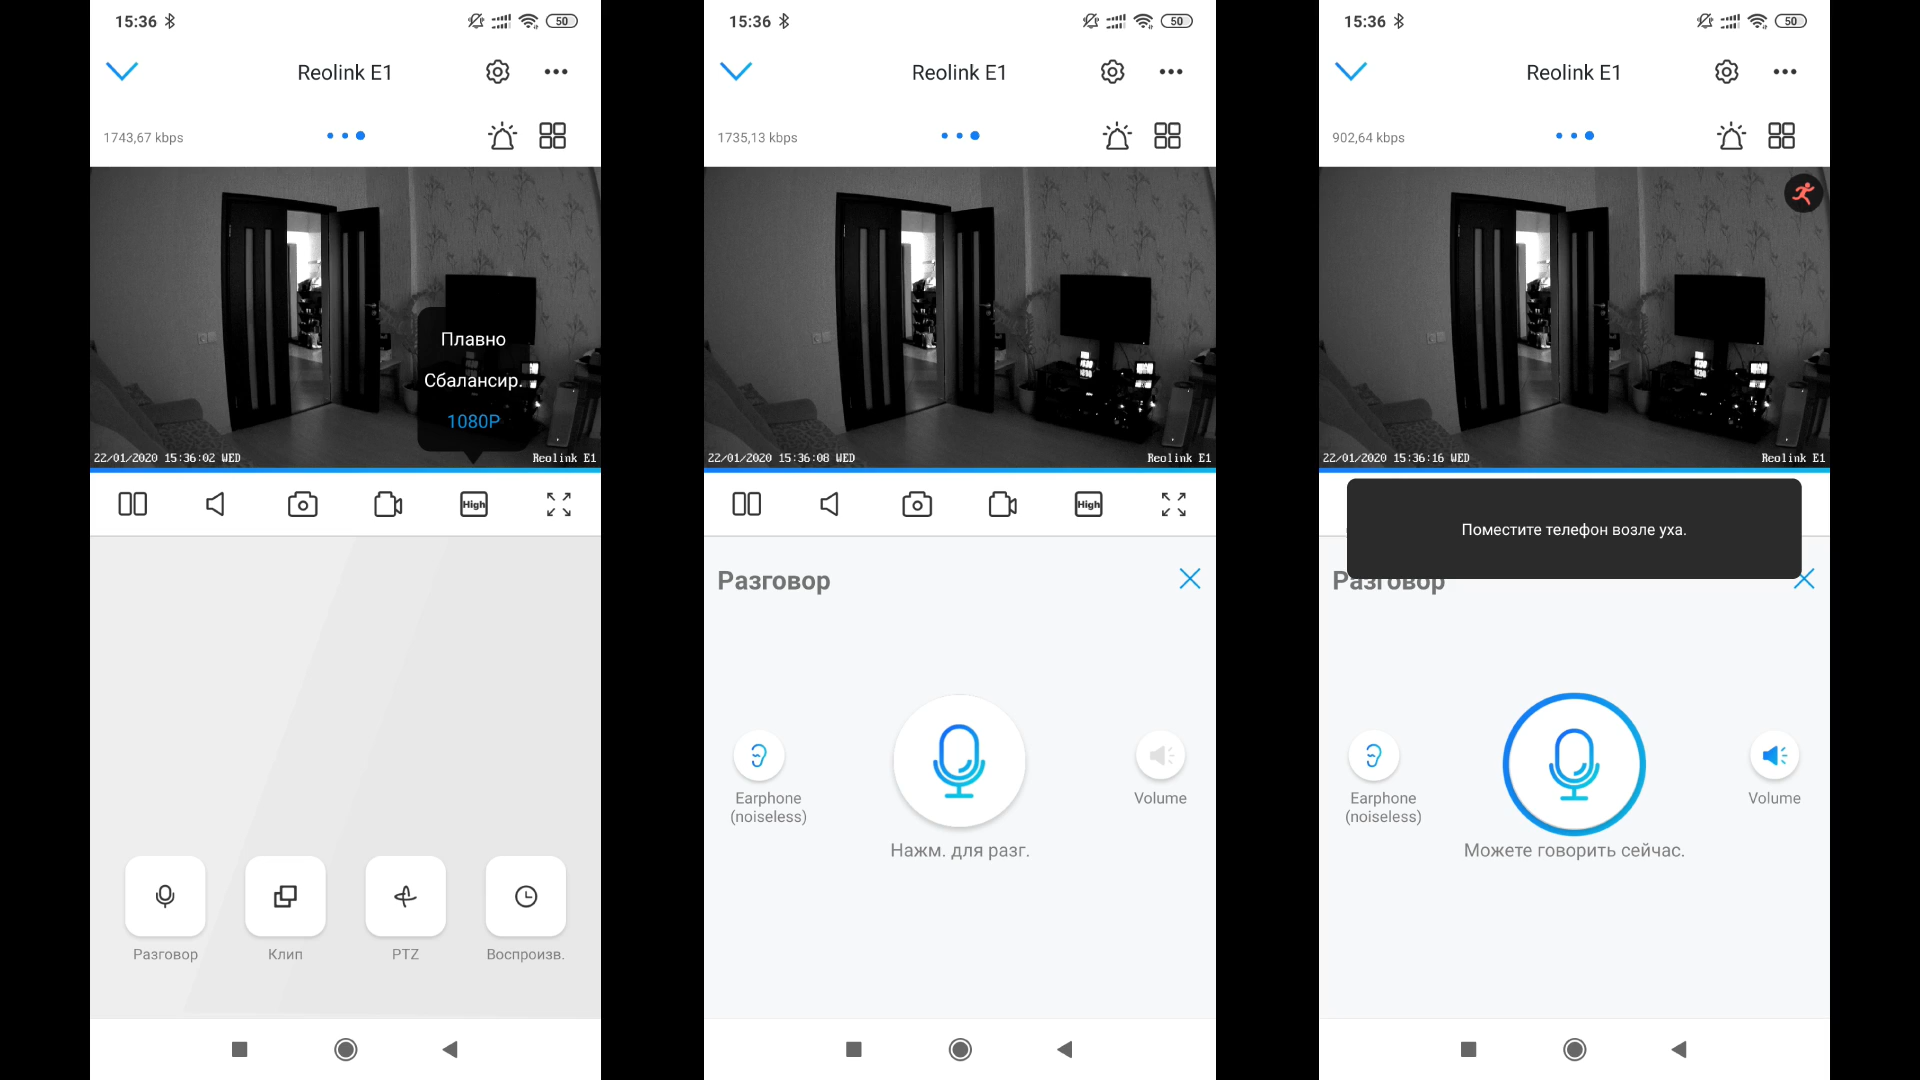 15:36
50
Reolink E1
1743,67 kbps
Плавно
Сбалансир.
1080P
22/01/2020 15:36:02 WED
Reolink E1
High
Разговор
Клип
PTZ
Воспроизв.
15:36
50
Reolink E1
1735,13 kbps
22/01/2020 15:36:08 WED
Reolink E1
High
Разговор
Earphone
(noiseless)
Volume
Нажм. для разг.
15:36
50
Reolink E1
902,64 kbps
22/01/2020 15:36:16 WED
Reolink E1
Поместите телефон возле уха.
Разговор
Earphone
(noiseless)
Volume
Можете говорить сейчас.